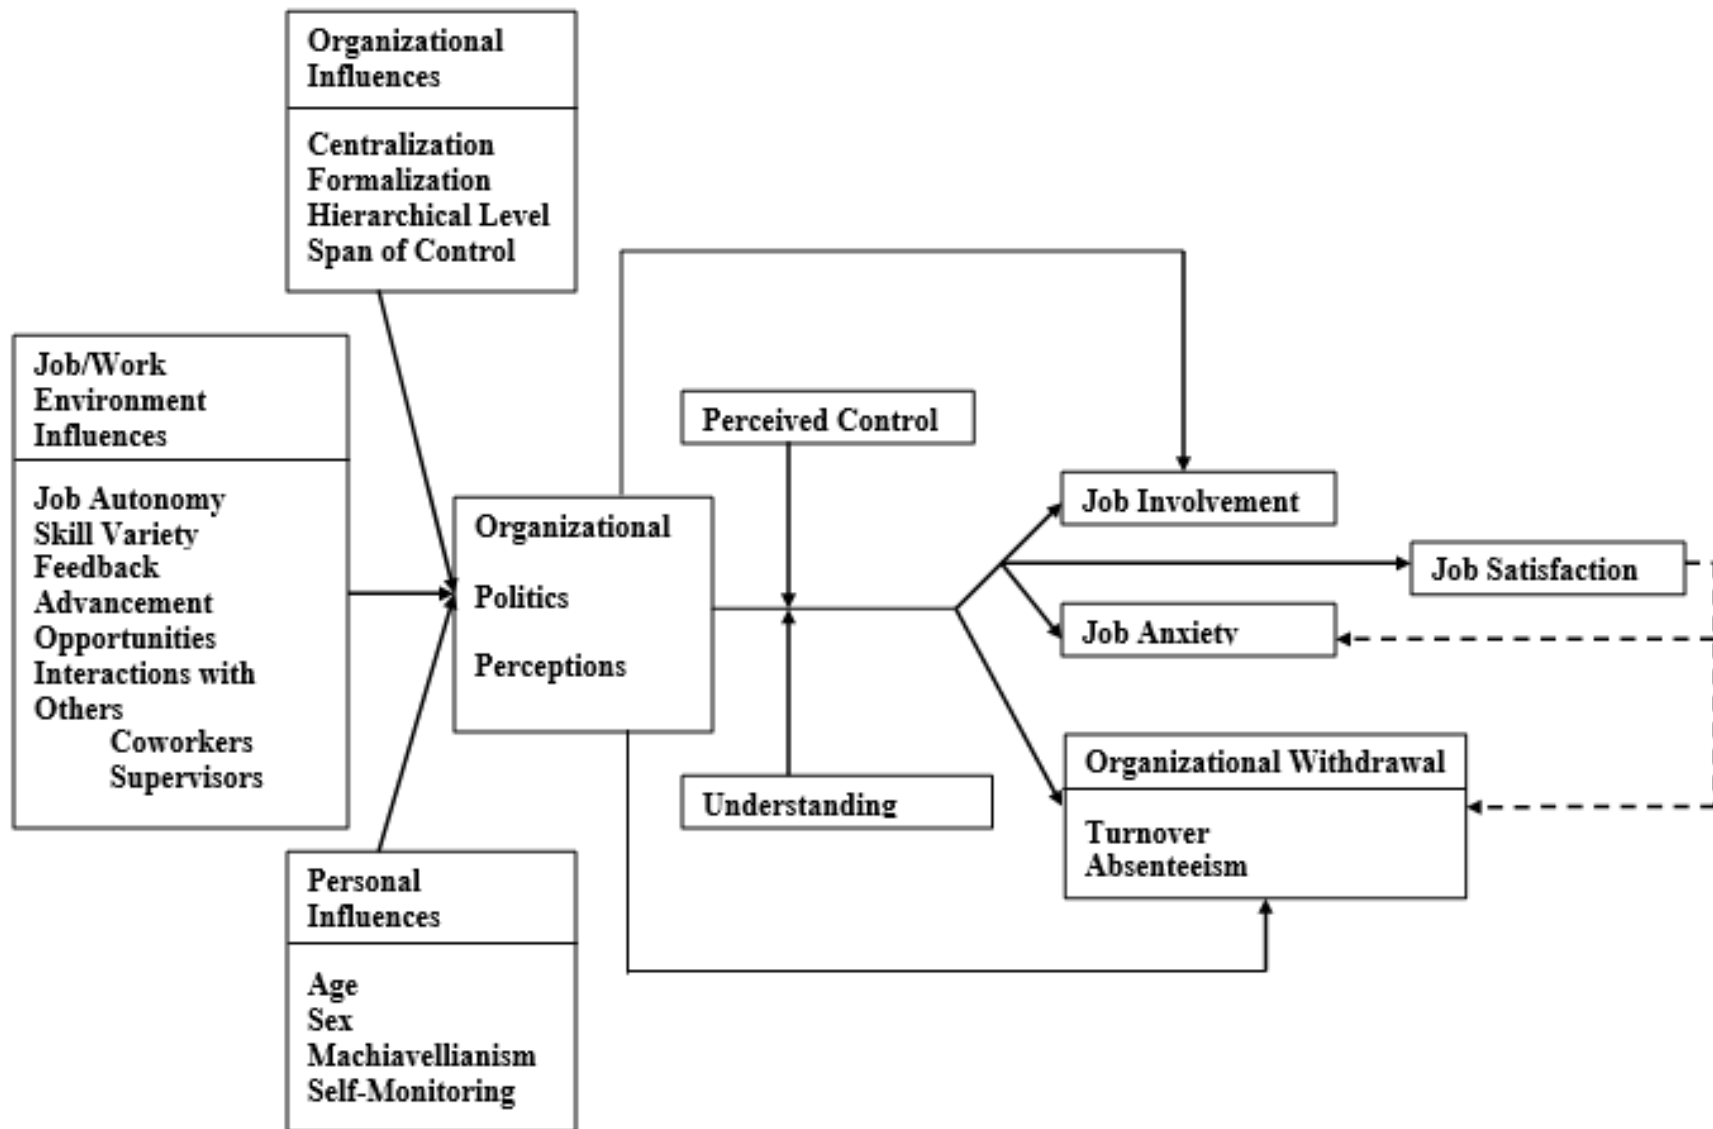 Organizational
Influences
Centralization
Formalization
Hierarchical Level
Span of Control
Job/Work
Environment
Influences
Job Autonomy
Skill Variety
Feedback
Advancement
Opportunities
Interactions with
Others
Coworkers
Supervisors
Personal
Influences
Age
Sex
Machiavellianism
Self-Monitoring
Organizational
Politics
Perceptions
Perceived Control
Understanding
Job Involvement
Job Satisfaction
Job Anxiety
Organizational Withdrawal
Turnover
Absenteeism